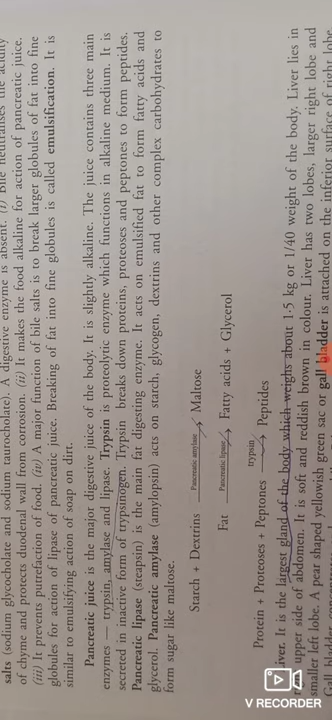 salts (sodium glycocholate and sodium taurocholate). A digestive enzyme is absent. (i) Bile neutralises the acidity
of chyme and protects duodenal wall from corrosion. (ii) It makes the food alkaline for action of pancreatic juice.
(iii) It prevents putrefaction of food. (iv) A major function of bile salts is to break larger globules of fat into fine
globules for action of lipase of pancreatic juice. Breaking of fat into fine globules is called emulsification. It is
similar to emulsifying action of soap on dirt.
Pancreatic juice is the major digestive juice of the body. It is slightly alkaline. The juice contains three main
enzymes — trypsin, amylase and lipase. Trypsin is proteolytic enzyme which functions in alkaline medium. It is
secreted in inactive form of trypsinogen. Trypsin breaks down proteins, proteoses and peptones to form peptides.
Pancreatic lipase (steapsin) is the main fat digesting enzyme. It acts on emulsified fat to form fatty acids and
glycerol. Pancreatic amylase (amylopsin) acts on starch, glycogen, dextrins and other complex carbohydrates to
form sugar like maltose.
Starch + Dextrins Pancreatic amylase Maltose
Fat Pancreatic lipase Fatty acids + Glycerol
Protein + Proteoses + Peptones trypsin Peptides
Liver. It is the largest gland of the body which weighs about 1·5 kg or 1/40 weight of the body. Liver lies in
upper side of abdomen. It is soft and reddish brown in colour. Liver has two lobes, larger right lobe and
smaller left lobe. A pear shaped yellowish green sac or gall bladder is attached on the inferior surface of right lobe
V RECORDER